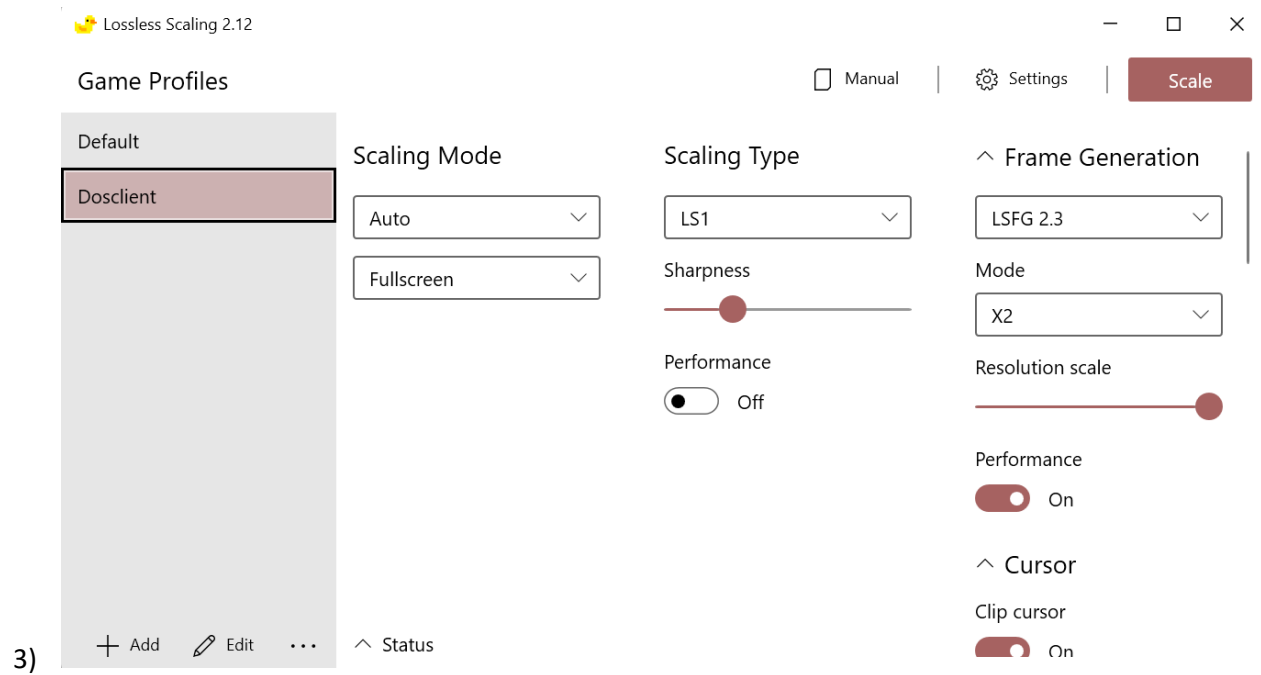 Lossless Scaling 2.12
Game Profiles
Manual
Settings
Scale
Default
Dosclient
Scaling Mode
Auto
Fullscreen
Scaling Type
LS1
Sharpness
Performance
Off
Frame Generation
LSFG 2.3
Mode
X2
Resolution scale
Performance
On
Cursor
Clip cursor
On
Add
Edit
...
Status
3)